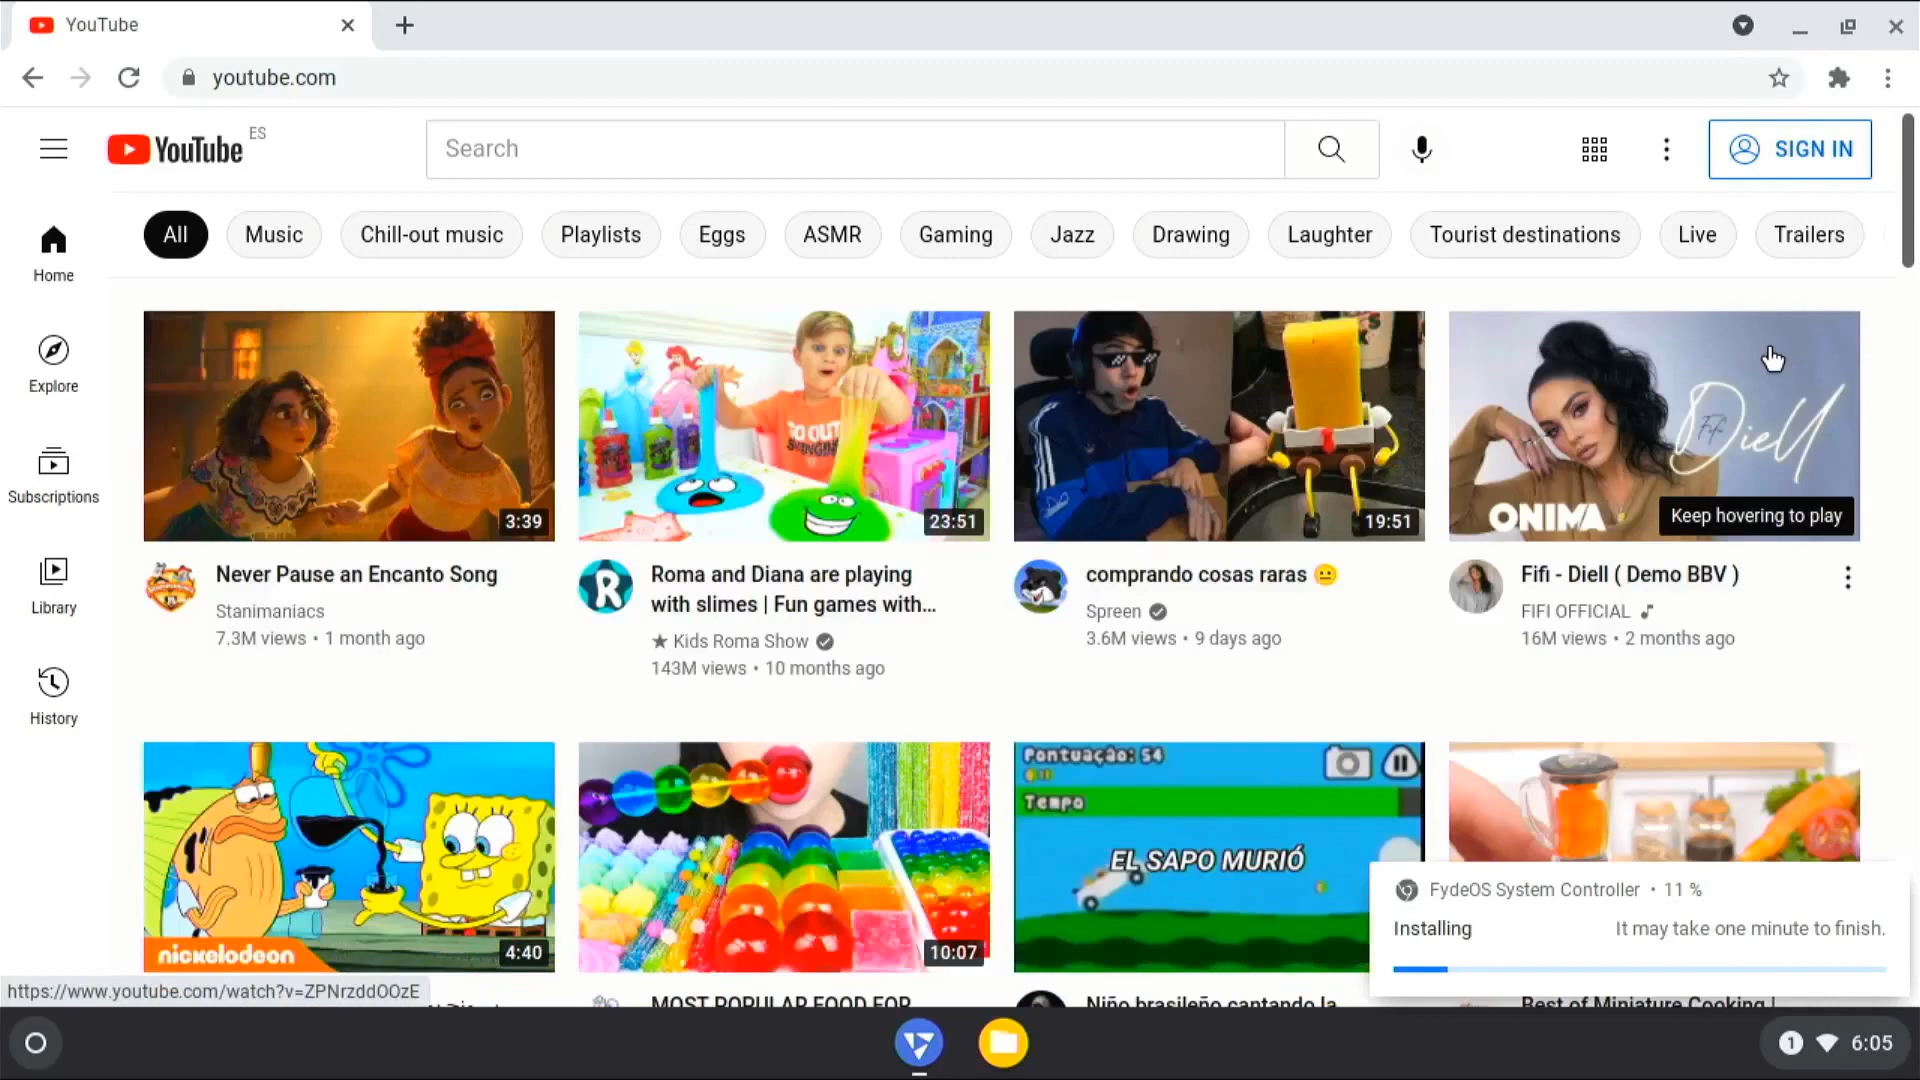 YouTube
youtube.com
YouTube ES
Search
SIGN IN
All
Music
Chill-out music
Playlists
Eggs
ASMR
Gaming
Jazz
Drawing
Laughter
Tourist destinations
Live
Trailers
Home
Explore
Subscriptions
Library
History
3:39
GO OUT
SWINGING
23:51
19:51
Fifi
Diell
ONIMA
Keep hovering to play
Never Pause an Encanto Song
Stanimaniacs
7.3M views • 1 month ago
R
Roma and Diana are playing
with slimes | Fun games with...
★ Kids Roma Show
143M views • 10 months ago
comprando cosas raras 😐
Spreen
3.6M views • 9 days ago
Fifi - Diell ( Demo BBV )
FIFI OFFICIAL
16M views • 2 months ago
nickelodeon
4:40
10:07
Pontuação: 54
Tempo
EL SAPO MURIÓ
FydeOS System Controller • 11 %
Installing
It may take one minute to finish.
https://www.youtube.com/watch?v=ZPNrzddOOzE
MOST POPULAR FOOD FOR
Niño brasileño cantando la
Best of Miniature Cooking |
1
6:05